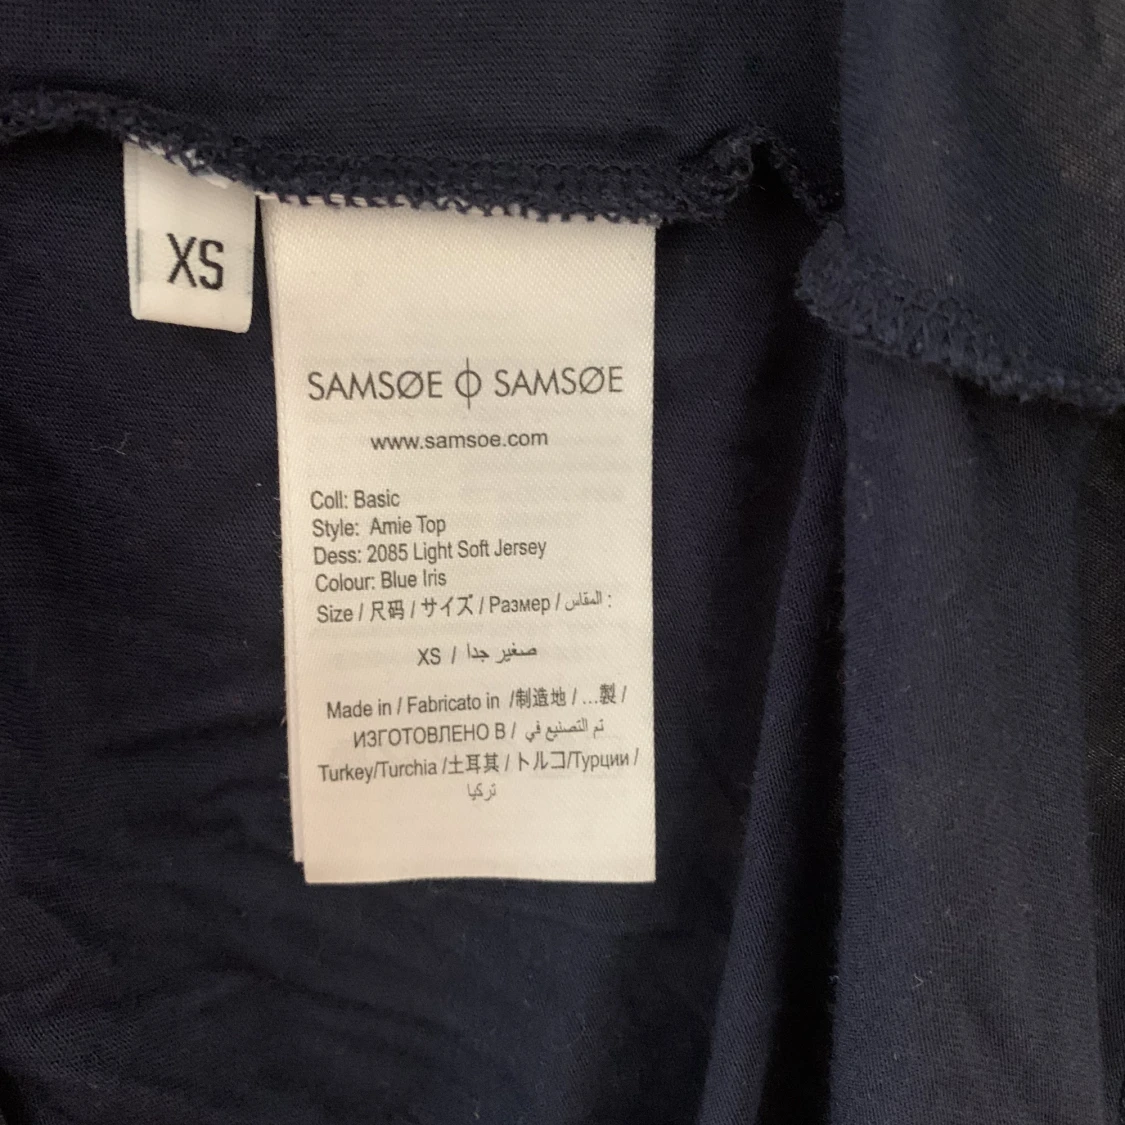 XS
SAMSØE ϕ SAMSØE
www.samsoe.com
Coll: Basic
Style: Amie Top
Dess: 2085 Light Soft Jersey
Colour: Blue Iris
Size / 尺码 / サイズ / Размер / المقاس :
XS / صغير جدا
Made in / Fabricato in /制造地 / ...製 /
ИЗГОТОВЛЕНО В / تم التصنيع في
Turkey/Turchia /土耳其 / トルコ/Турции /
تركيا